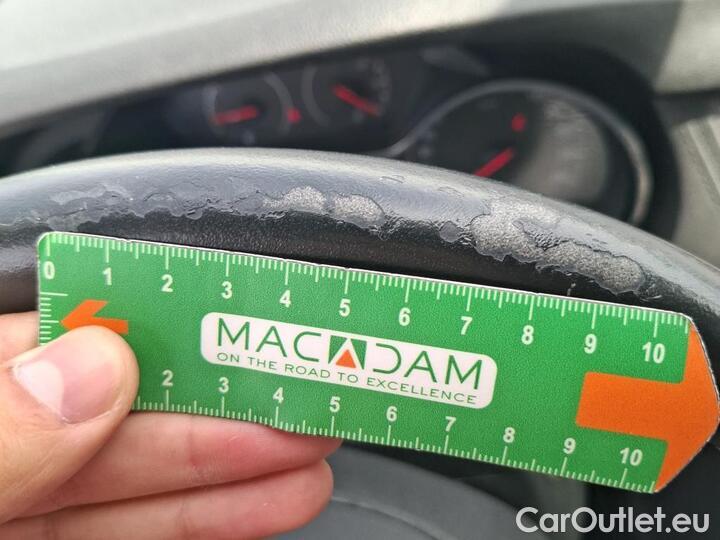 0 1 2 3 4 5 6 7 8 9 10
MACADAM
ON THE ROAD TO EXCELLENCE
2 3 4 5 6 7 8 9 10
CarOutlet.eu